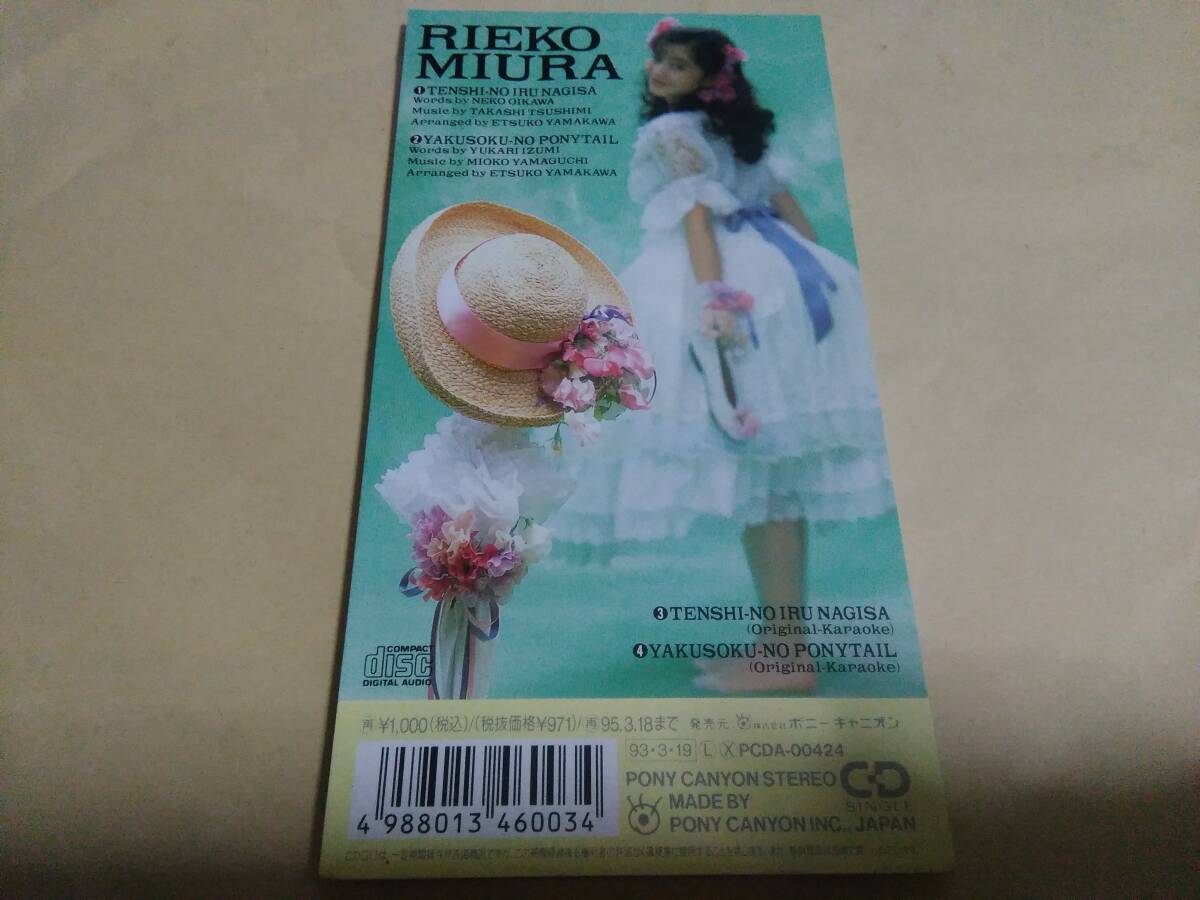 RIEKO
MIURA
❶TENSHI-NO IRU NAGISA
Words by NEKO OIKAWA
Music by TAKASHI TSUSHIMI
Arranged by ETSUKO YAMAKAWA
❷YAKUSOKU-NO PONYTAIL
Words by YUKARI IZUMI
Music by MIOKO YAMAGUCHI
Arranged by ETSUKO YAMAKAWA
❸TENSHI-NO IRU NAGISA
(Original-Karaoke)
❹YAKUSOKU-NO PONYTAIL
(Original-Karaoke)
COMPACT
disc
DIGITAL AUDIO
再¥1,000(税込)/(税抜価格¥971)/再95.3.18まで 発売元 株式会社ポニーキャニオン
93・3・19 L X PCDA-00424
PONY CANYON STEREO CD
SINGLE
MADE BY
PONY CANYON INC., JAPAN
4 988013 460034